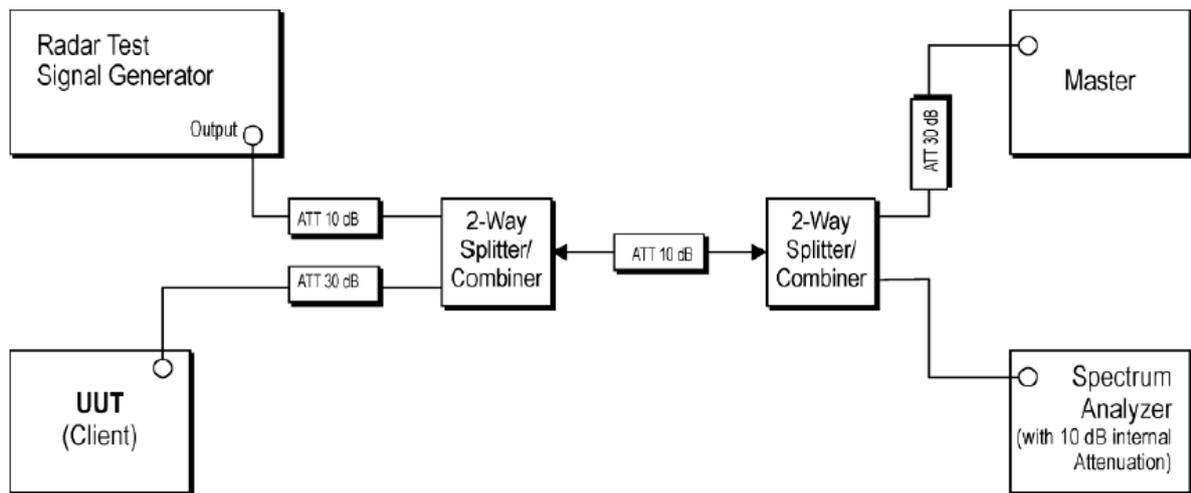 Radar Test
Signal Generator
Output
ATT 10 dB
ATT 30 dB
UUT
(Client)
2-Way
Splitter/
Combiner
ATT 10 dB
2-Way
Splitter/
Combiner
ATT 30 dB
Master
Spectrum
Analyzer
(with 10 dB internal
Attenuation)